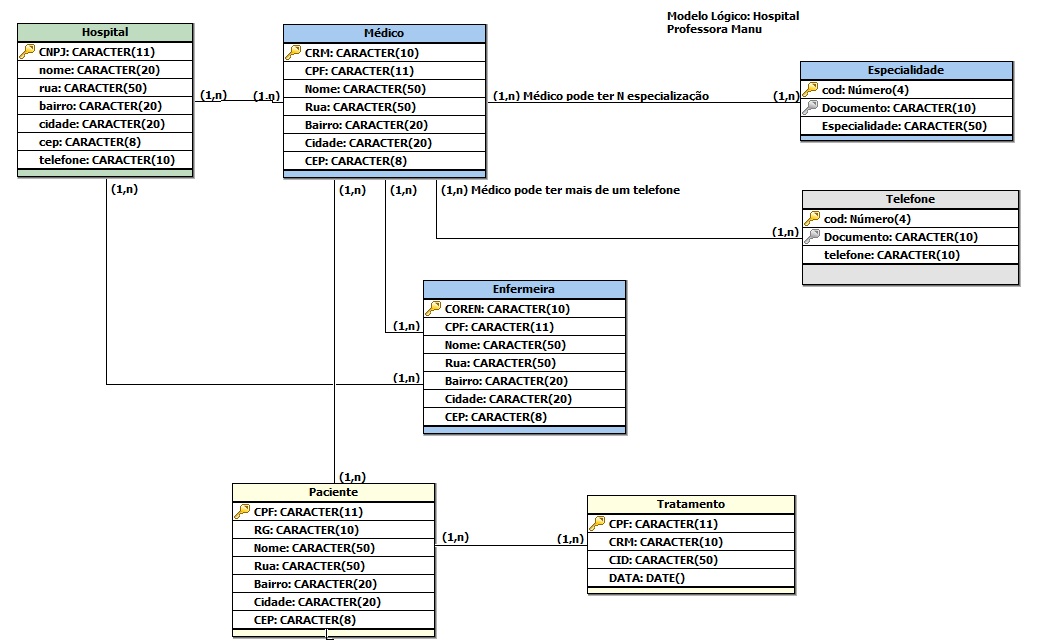 Modelo Lógico: Hospital
Professora Manu
Hospital
CNPJ: CARACTER(11)
nome: CARACTER(20)
rua: CARACTER(50)
bairro: CARACTER(20)
cidade: CARACTER(20)
cep: CARACTER(8)
telefone: CARACTER(10)
(1,n)
(1,n)
(1,n)
Médico
CRM: CARACTER(10)
CPF: CARACTER(11)
Nome: CARACTER(50)
Rua: CARACTER(50)
Bairro: CARACTER(20)
Cidade: CARACTER(20)
CEP: CARACTER(8)
(1,n) Médico pode ter N especialização
(1,n)
Especialidade
cod: Número(4)
Documento: CARACTER(10)
Especialidade: CARACTER(50)
(1,n)
(1,n)
(1,n) Médico pode ter mais de um telefone
(1,n)
Telefone
cod: Número(4)
Documento: CARACTER(10)
telefone: CARACTER(10)
Enfermeira
COREN: CARACTER(10)
CPF: CARACTER(11)
Nome: CARACTER(50)
Rua: CARACTER(50)
Bairro: CARACTER(20)
Cidade: CARACTER(20)
CEP: CARACTER(8)
(1,n)
(1,n)
(1,n)
Paciente
CPF: CARACTER(11)
RG: CARACTER(10)
Nome: CARACTER(50)
Rua: CARACTER(50)
Bairro: CARACTER(20)
Cidade: CARACTER(20)
CEP: CARACTER(8)
(1,n)
(1,n)
Tratamento
CPF: CARACTER(11)
CRM: CARACTER(10)
CID: CARACTER(50)
DATA: DATE()